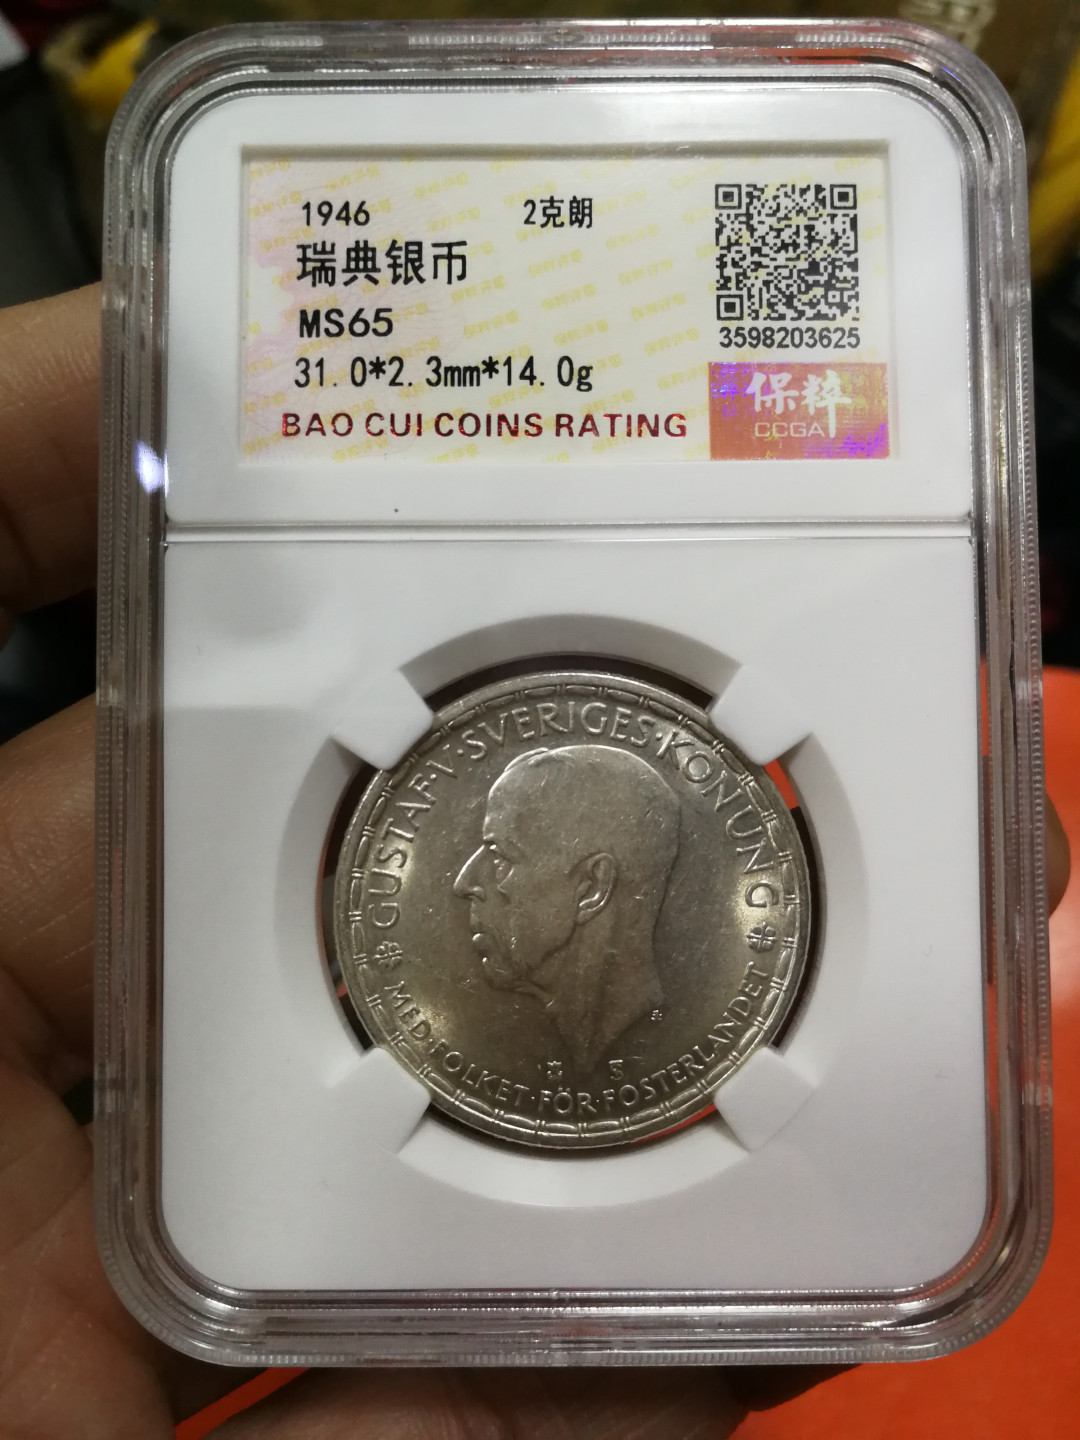 1946 2克朗
瑞典银币
MS65
31.0*2.3mm*14.0g
BAO CUI COINS RATING
3598203625
保粹
CCGA
GUSTAF·V·SVERIGES·KONUNG
MED·FOLKET·FÖR·FOSTERLANDET